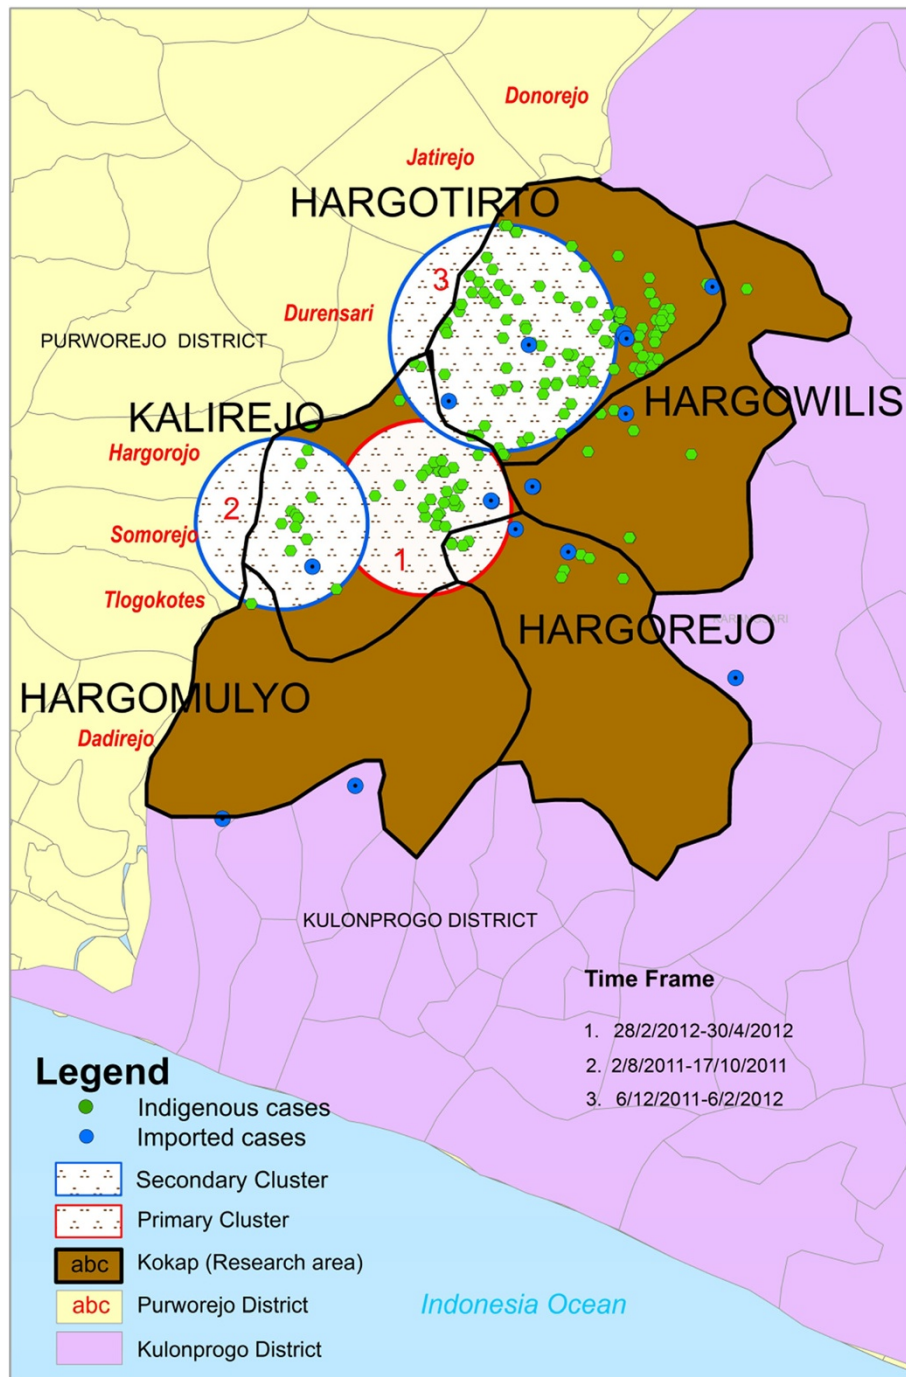 Donorejo
Jatirejo
HARGOTIRTO
3
Durensari
PURWOREJO DISTRICT
HARGOWILIS
KALIREJO
Hargorojo
2
Somorejo
1
Tlogokotes
HARGOREJO
HARGOMULYO
Dadirejo
KULONPROGO DISTRICT
Time Frame
1. 28/2/2012-30/4/2012
2. 2/8/2011-17/10/2011
3. 6/12/2011-6/2/2012
Legend
Indigenous cases
Imported cases
Secondary Cluster
Primary Cluster
abc Kokap (Research area)
abc Purworejo District
Kulonprogo District
Indonesia Ocean